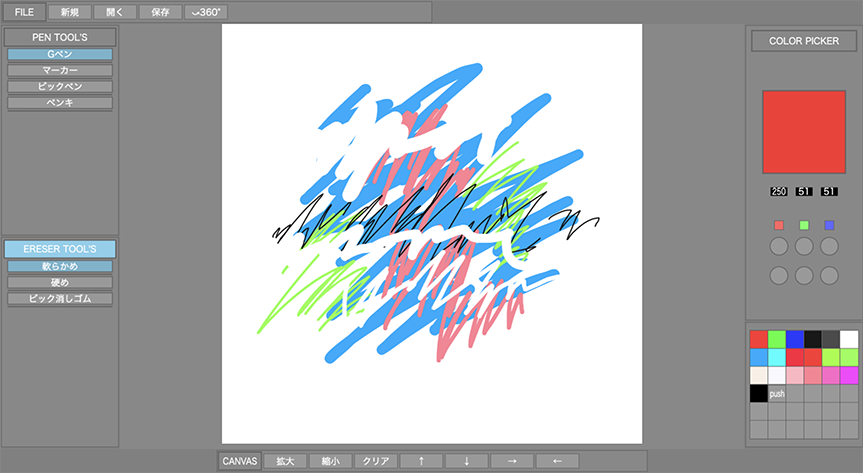 FILE 新規 開く 保存 ⤻360°
PEN TOOL'S
Gペン
マーカー
ピックペン
ペンキ
ERESER TOOL'S
軟らかめ
硬め
ピック消しゴム
COLOR PICKER
250 51 51
push
CANVAS 拡大 縮小 クリア ↑ ↓ → ←